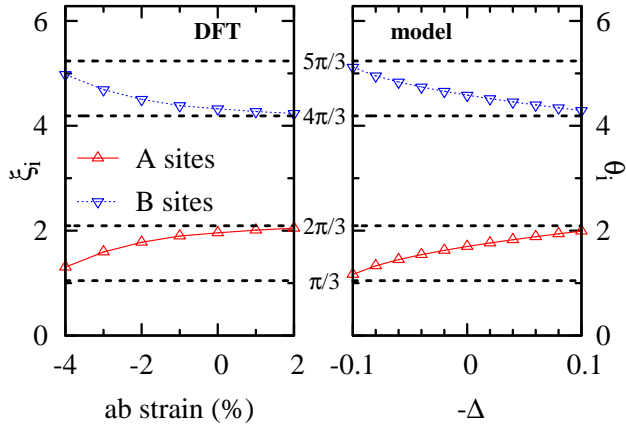 DFT
model
6
4
2
0
ξi
5π/3
4π/3
2π/3
π/3
A sites
B sites
6
4
2
0
θi
-4
-2
0
2
-0.1
0
0.1
ab strain (%)
-Δ